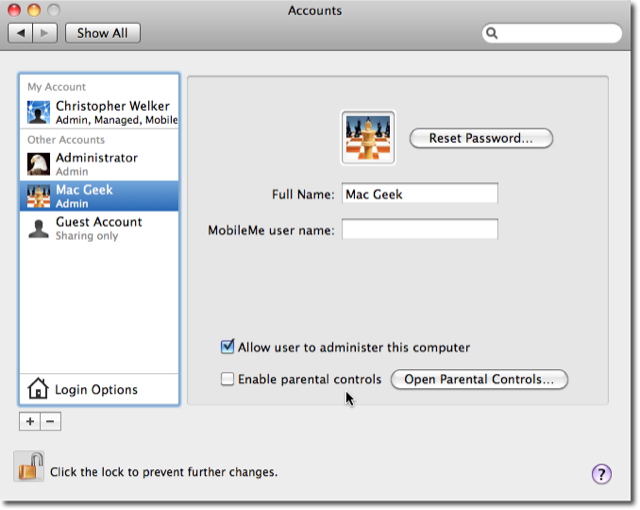 Accounts
Show All
My Account
Christopher Welker
Admin, Managed, Mobile
Other Accounts
Administrator
Admin
Mac Geek
Admin
Guest Account
Sharing only
Login Options
Reset Password...
Full Name: Mac Geek
MobileMe user name:
Allow user to administer this computer
Enable parental controls Open Parental Controls...
+ −
Click the lock to prevent further changes.
?